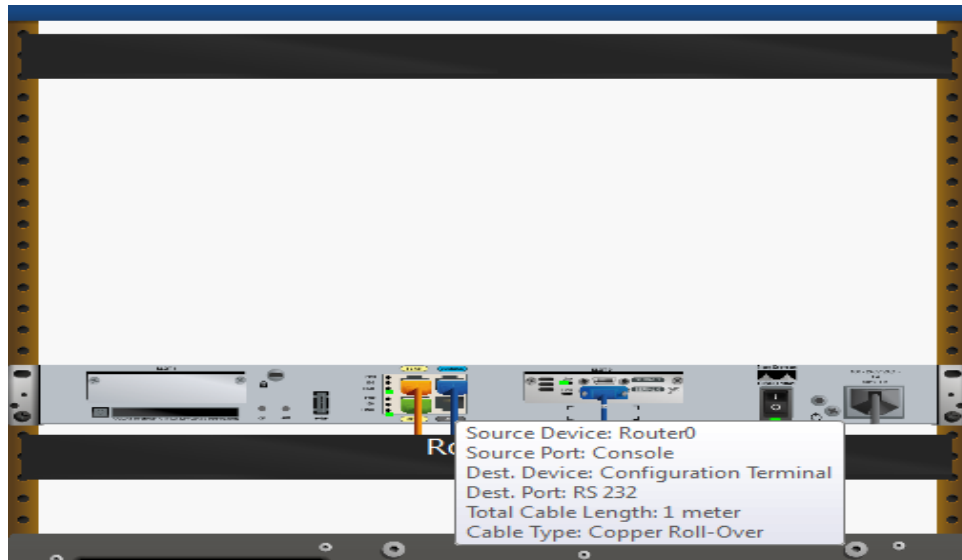 Ro
Source Device: Router0
Source Port: Console
Dest. Device: Configuration Terminal
Dest. Port: RS 232
Total Cable Length: 1 meter
Cable Type: Copper Roll-Over